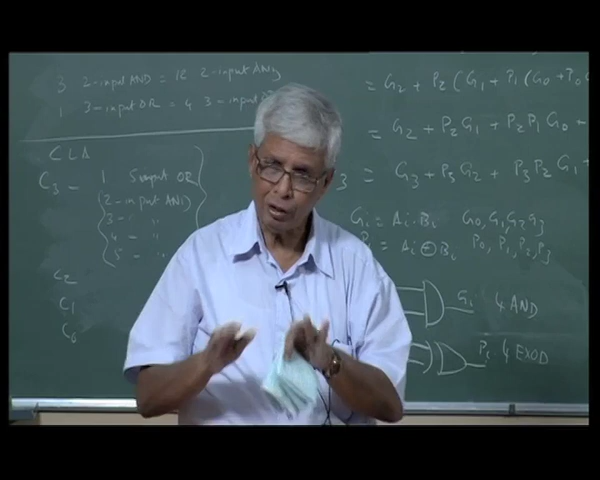 3 2-input AND = 12 2-input ANDs
1 3-input OR = 4 3-input
CLA
C3 - 1 5 input OR
(2-input AND)
3- " "
4 - "
5 - "
C2
C1
C0
= G2 + P2 (G1 + P1 (G0 + P0
= G2 + P2 G1 + P2 P1 G0 +
3 = G3 + P3 G2 + P3 P2 G1 +
Gi = Ai . Bi G0, G1, G2 G3
= Ai ⊕ Bi P0, P1, P2, P3
Gi 4 AND
Pi 4 EXOD